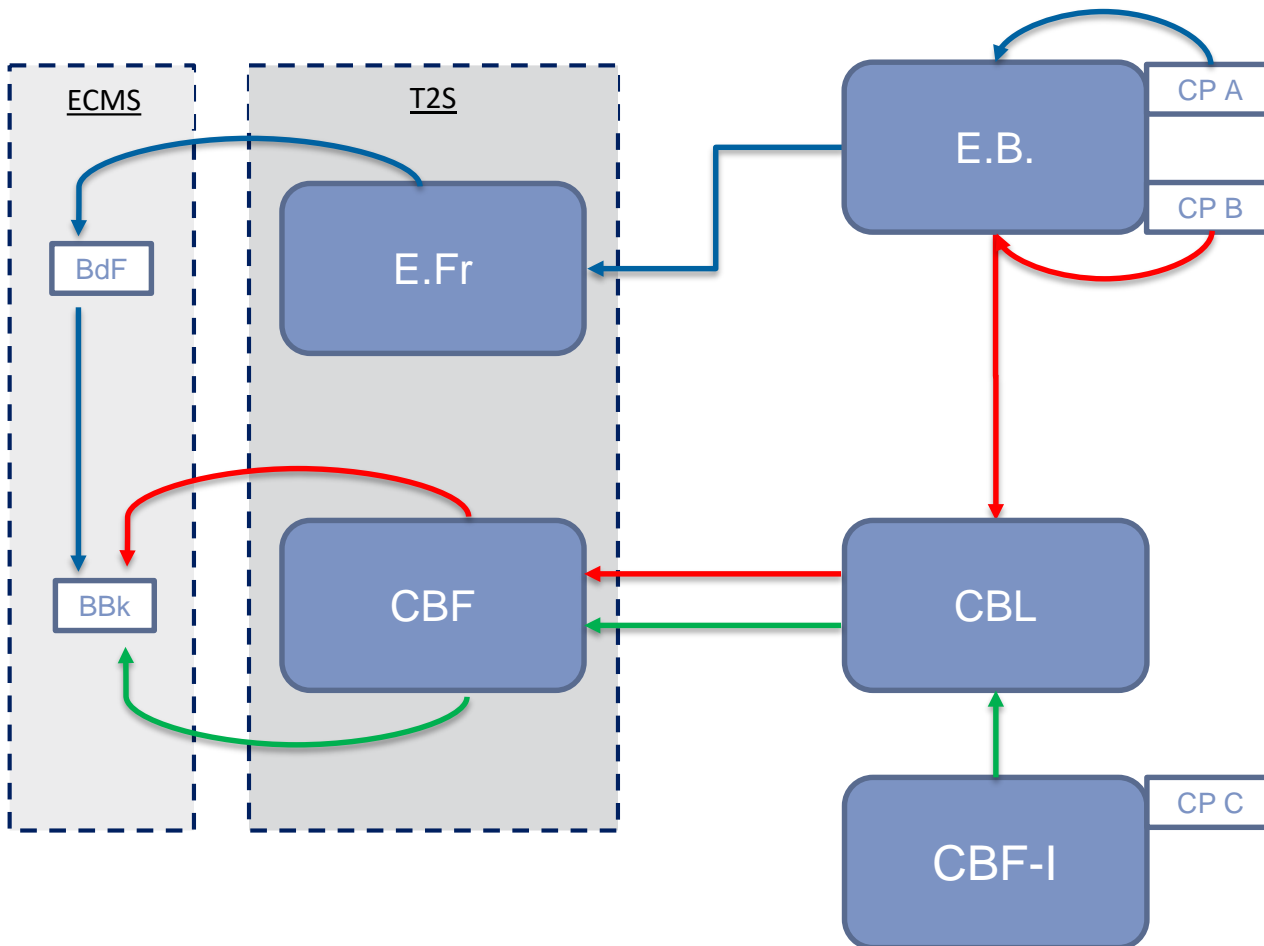 ECMS
T2S
CP A
E.B.
CP B
BdF
E.Fr
BBk
CBF
CBL
CP C
CBF-I